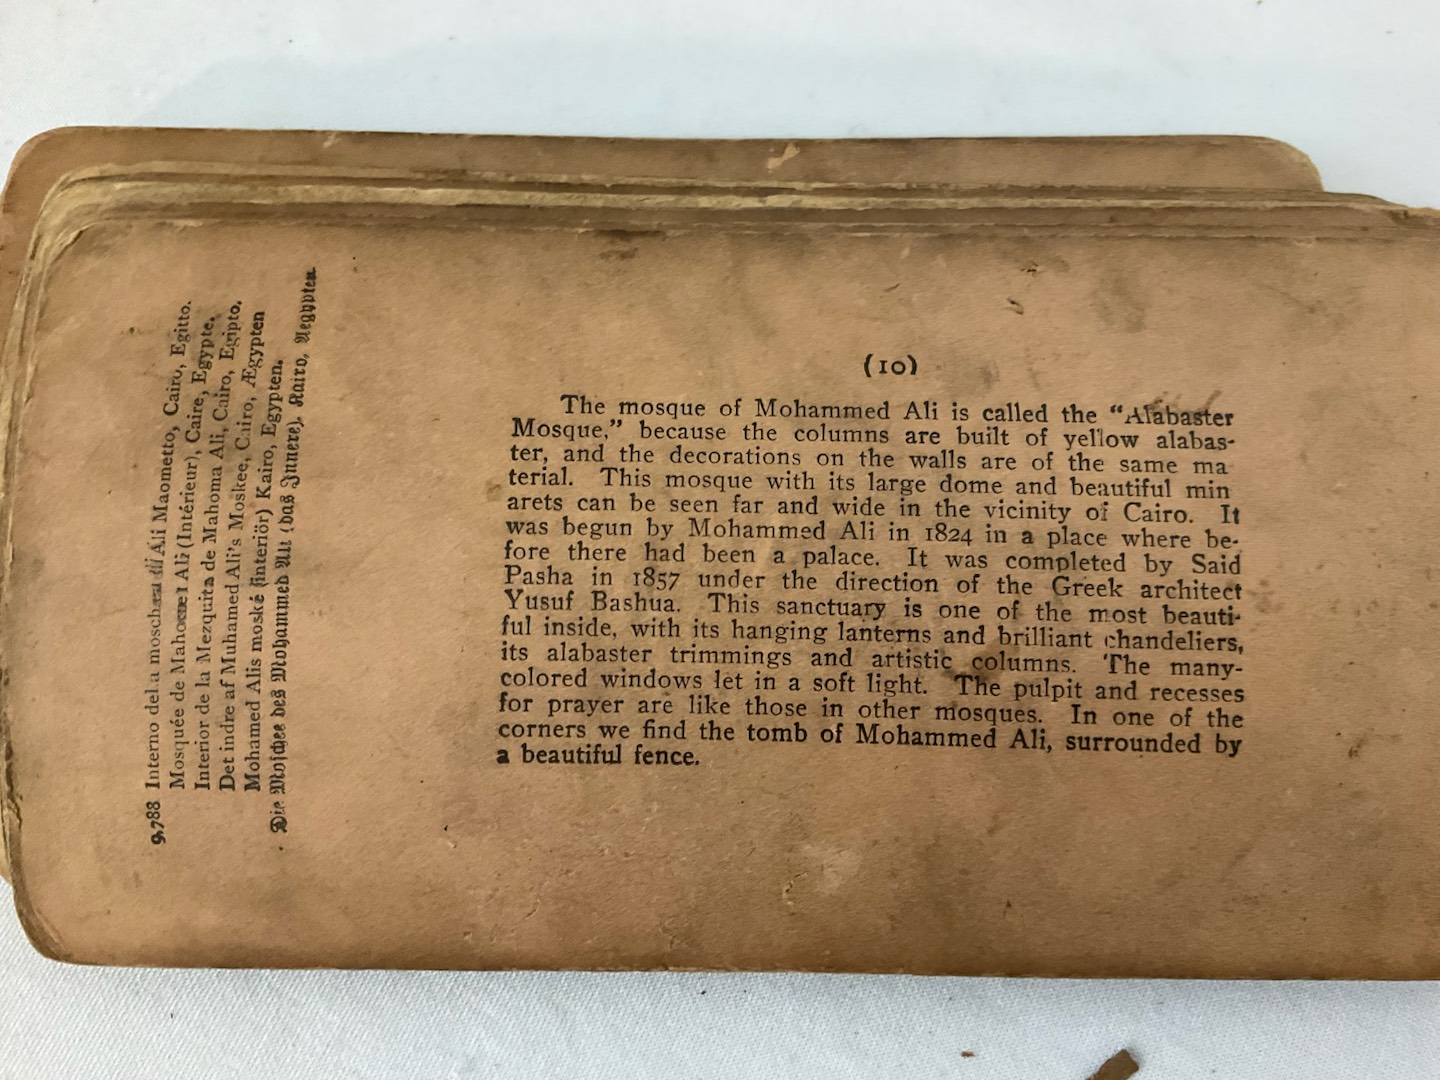 (10)
The mosque of Mohammed Ali is called the "Alabaster
Mosque," because the columns are built of yellow alabas-
ter, and the decorations on the walls are of the same ma
terial. This mosque with its large dome and beautiful min
arets can be seen far and wide in the vicinity of Cairo. It
was begun by Mohammed Ali in 1824 in a place where be-
fore there had been a palace. It was completed by Said
Pasha in 1857 under the direction of the Greek architect
Yusuf Bashua. This sanctuary is one of the most beauti-
ful inside, with its hanging lanterns and brilliant chandeliers,
its alabaster trimmings and artistic columns. The many-
colored windows let in a soft light. The pulpit and recesses
for prayer are like those in other mosques. In one of the
corners we find the tomb of Mohammed Ali, surrounded by
a beautiful fence.
9,788 Interno della moschea di Ali Maometto, Cairo, Egitto.
Mosquée de Mahomet Ali (Intérieur), Caire, Egypte.
Interior de la Mezquita de Mahoma Ali, Cairo, Egipto.
Det indre af Muhamed Ali's Moskee, Cairo, Ægypten
Mohamed Alis moské (interiör) Kairo, Egypten.
Die Moschee des Mohammed Ali (das Innere), Kairo, Aegypten.